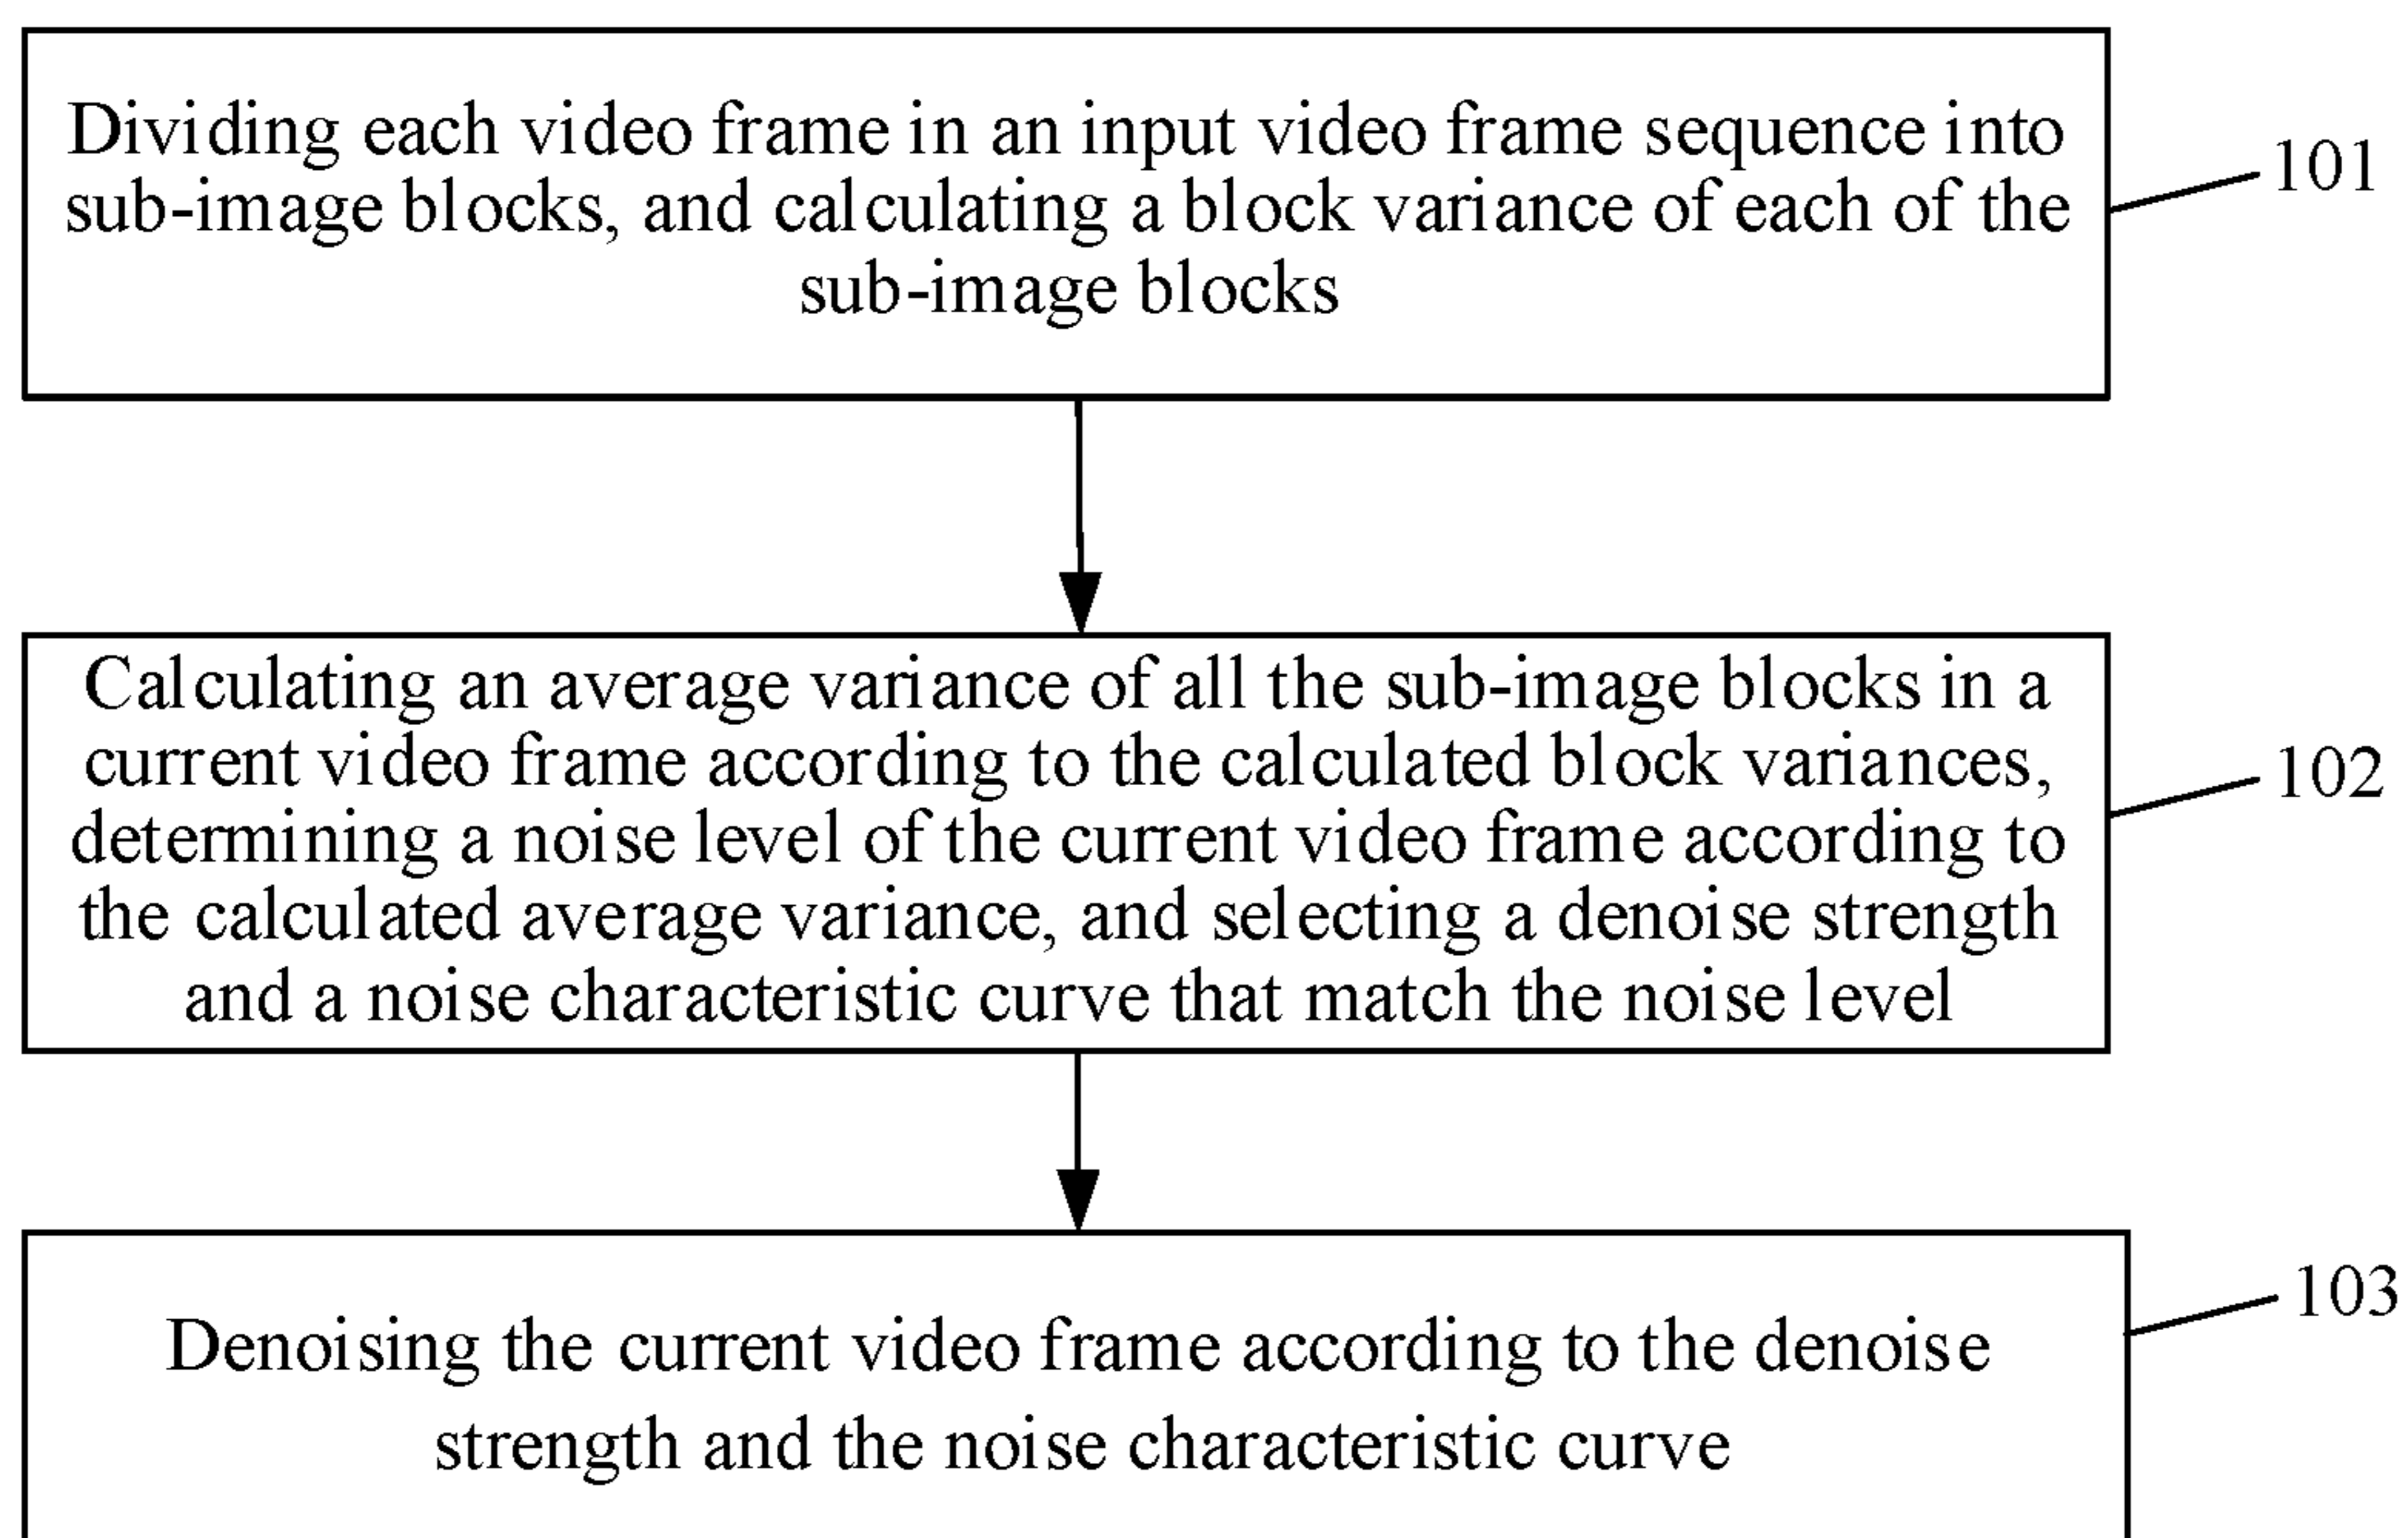 Dividing each video frame in an input video frame sequence into
sub-image blocks, and calculating a block variance of each of the
sub-image blocks
101
Calculating an average variance of all the sub-image blocks in a
current video frame according to the calculated block variances,
determining a noise level of the current video frame according to
the calculated average variance, and selecting a denoise strength
and a noise characteristic curve that match the noise level
102
Denoising the current video frame according to the denoise
strength and the noise characteristic curve
103